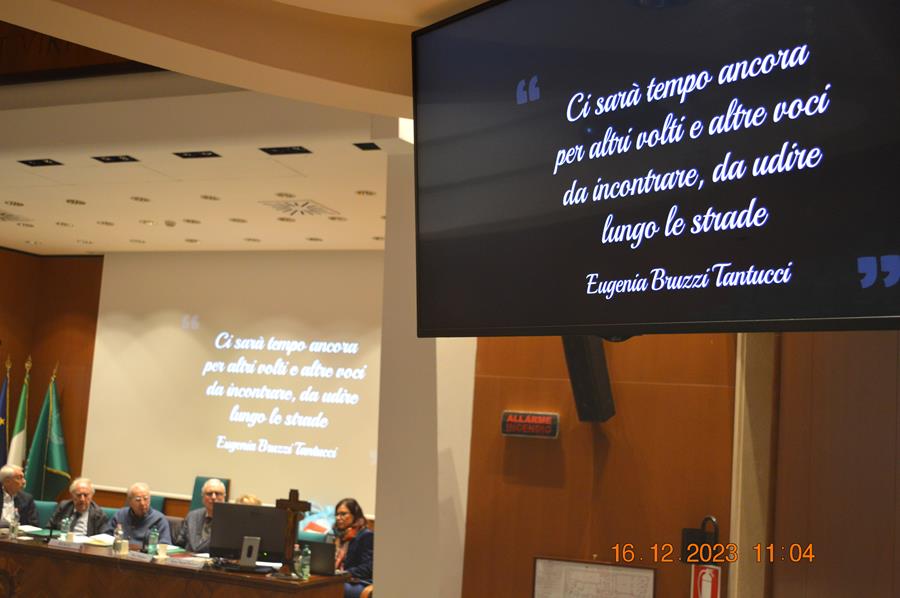 “
Ci sarà tempo ancora
per altri volti e altre voci
da incontrare, da udire
lungo le strade
”
Eugenia Bruzzi Tantucci
“
Ci sarà tempo ancora
per altri volti e altre voci
da incontrare, da udire
lungo le strade
Eugenia Bruzzi Tantucci
ALLARME
INCENDIO
16.12.2023 11:04